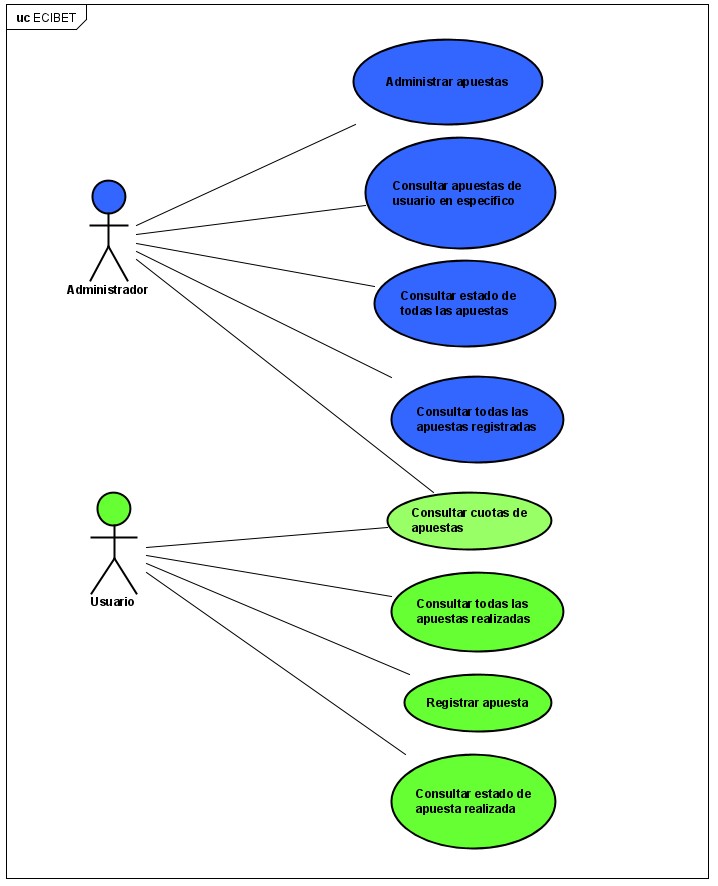 uc ECIBET
Administrar apuestas
Consultar apuestas de
usuario en específico
Administrador
Consultar estado de
todas las apuestas
Consultar todas las
apuestas registradas
Consultar cuotas de
apuestas
Usuario
Consultar todas las
apuestas realizadas
Registrar apuesta
Consultar estado de
apuesta realizada